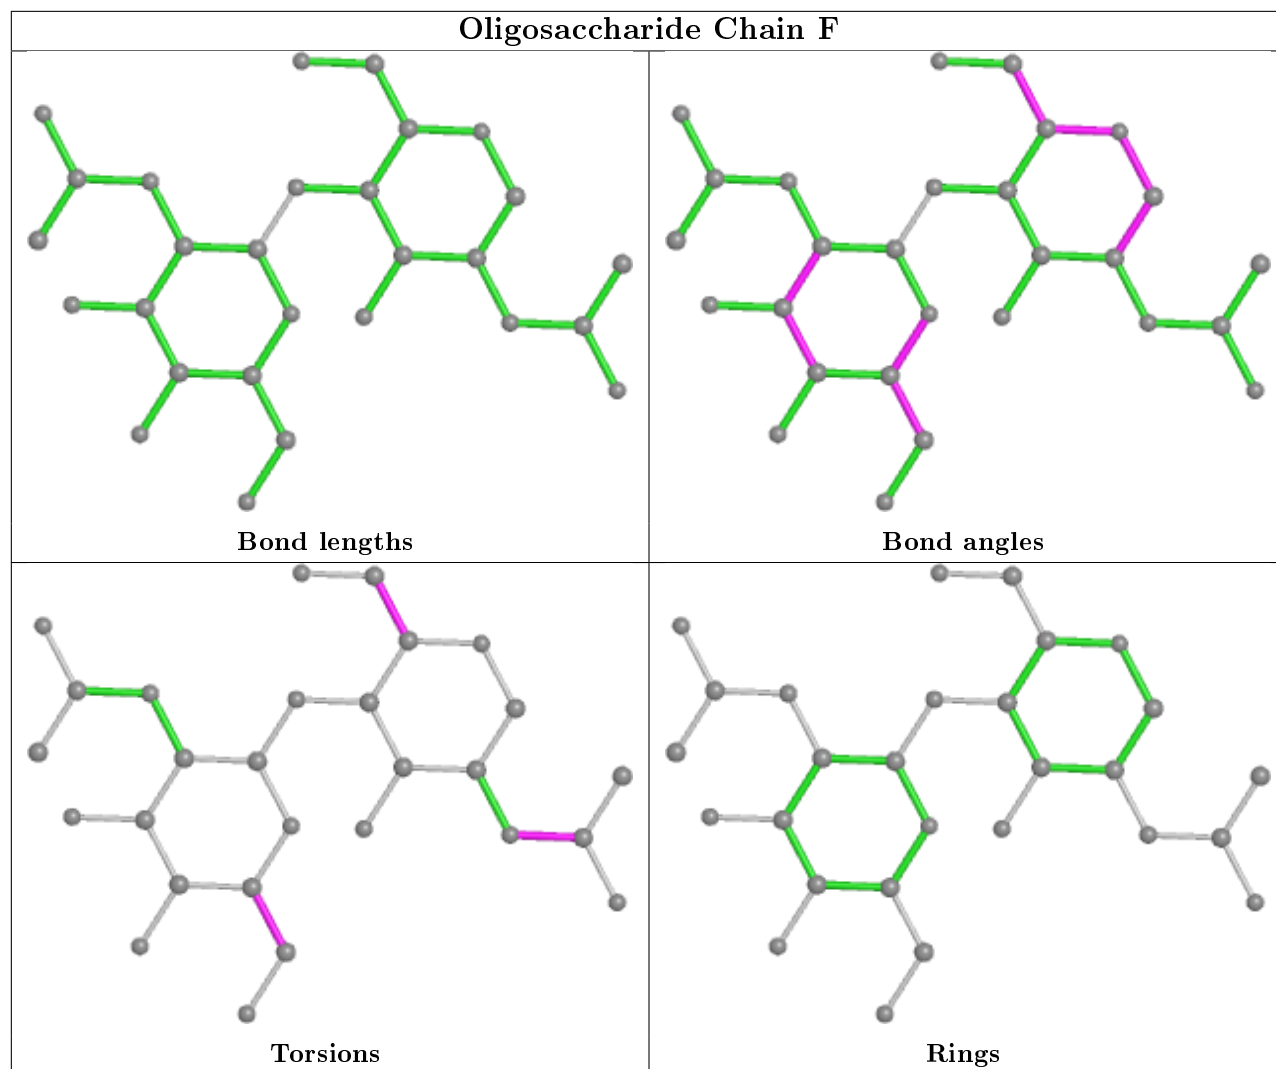 Oligosaccharide Chain F
Bond lengths
Bond angles
Torsions
Rings